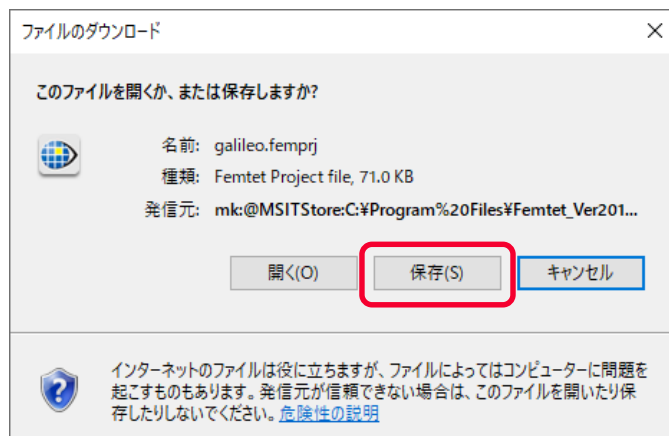 ファイルのダウンロード
このファイルを開くか、または保存しますか?
名前: galileo.femprj
種類: Femtet Project file, 71.0 KB
発信元: mk:@MSITStore:C:¥Program%20Files¥Femtet_Ver201...
開く(O) 保存(S) キャンセル
インターネットのファイルは役に立ちますが、ファイルによってはコンピューターに問題を
起こすものもあります。発信元が信頼できない場合は、このファイルを開いたり保
存したりしないでください。危険性の説明